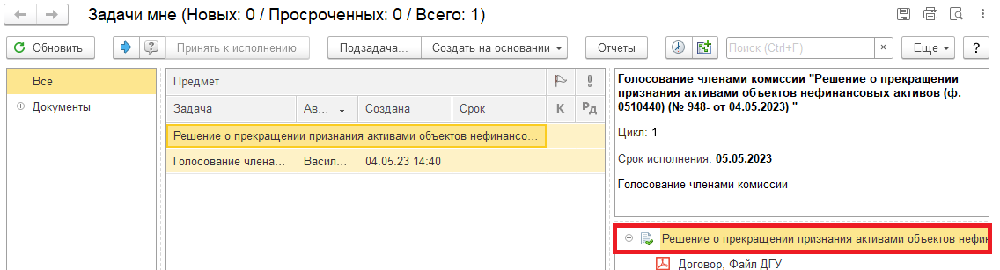 Задачи мне (Новых: 0 / Просроченных: 0 / Всего: 1)
Обновить
Принять к исполнению
Подзадача...
Создать на основании
Отчеты
Поиск (Ctrl+F)
×
Еще
?
Все
Документы
Предмет
Задача
Ав...
Создана
Срок
К
РД
Решение о прекращении признания активами объектов нефинансо...
Голосование члена...
Васил...
04.05.23 14:40
Голосование членами комиссии "Решение о прекращении
признания активами объектов нефинансовых активов (ф.
0510440) (№ 948- от 04.05.2023) "
Цикл: 1
Срок исполнения: 05.05.2023
Голосование членами комиссии
Решение о прекращении признания активами объектов нефин
Договор, Файл ДГУ